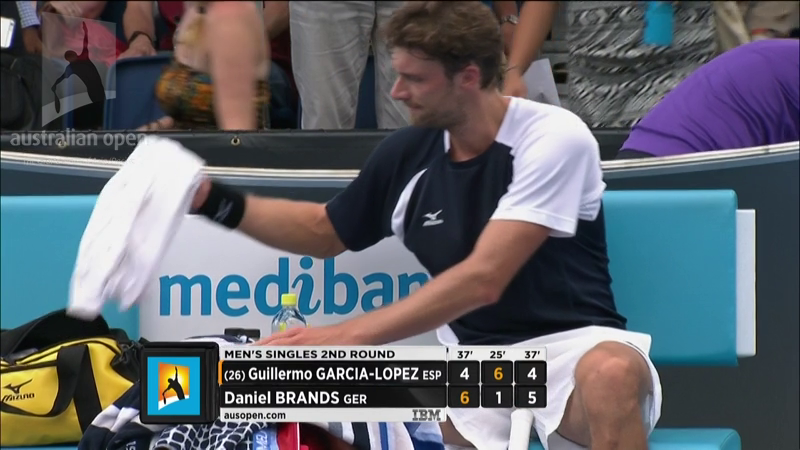 australian open
mediban
MIZUNO
MEN'S SINGLES 2ND ROUND 37' 25' 37'
(26) Guillermo GARCIA-LOPEZ ESP 4 6 4
Daniel BRANDS GER 6 1 5
ausopen.com IBM